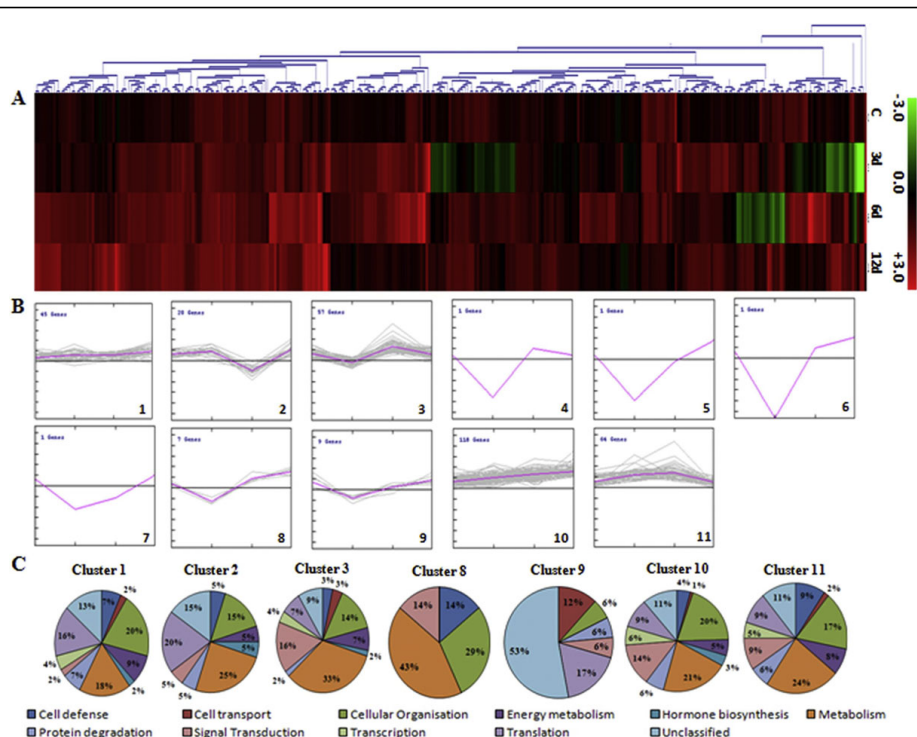 A
C
3d
6d
12d
-3.0
0.0
+3.0
B
45 Genes
1
28 Genes
2
57 Genes
3
1 Genes
4
1 Genes
5
1 Genes
6
1 Genes
7
7 Genes
8
9 Genes
9
118 Genes
10
11
C
Cluster 1
Cluster 2
Cluster 3
Cluster 8
Cluster 9
Cluster 10
Cluster 11
7% 2% 20% 9% 2% 18% 7% 2% 4% 16% 13%
5% 15% 5% 5% 25% 5% 5% 20% 15%
3% 3% 14% 7% 2% 33% 2% 16% 4% 7% 9%
14% 29% 43% 14%
12% 6% 6% 6% 17% 53%
4% 1% 20% 5% 3% 21% 6% 14% 6% 9% 11%
9% 2% 17% 8% 24% 6% 9% 5% 9% 11%
Cell defense
Cell transport
Cellular Organisation
Energy metabolism
Hormone biosynthesis
Metabolism
Protein degradation
Signal Transduction
Transcription
Translation
Unclassified